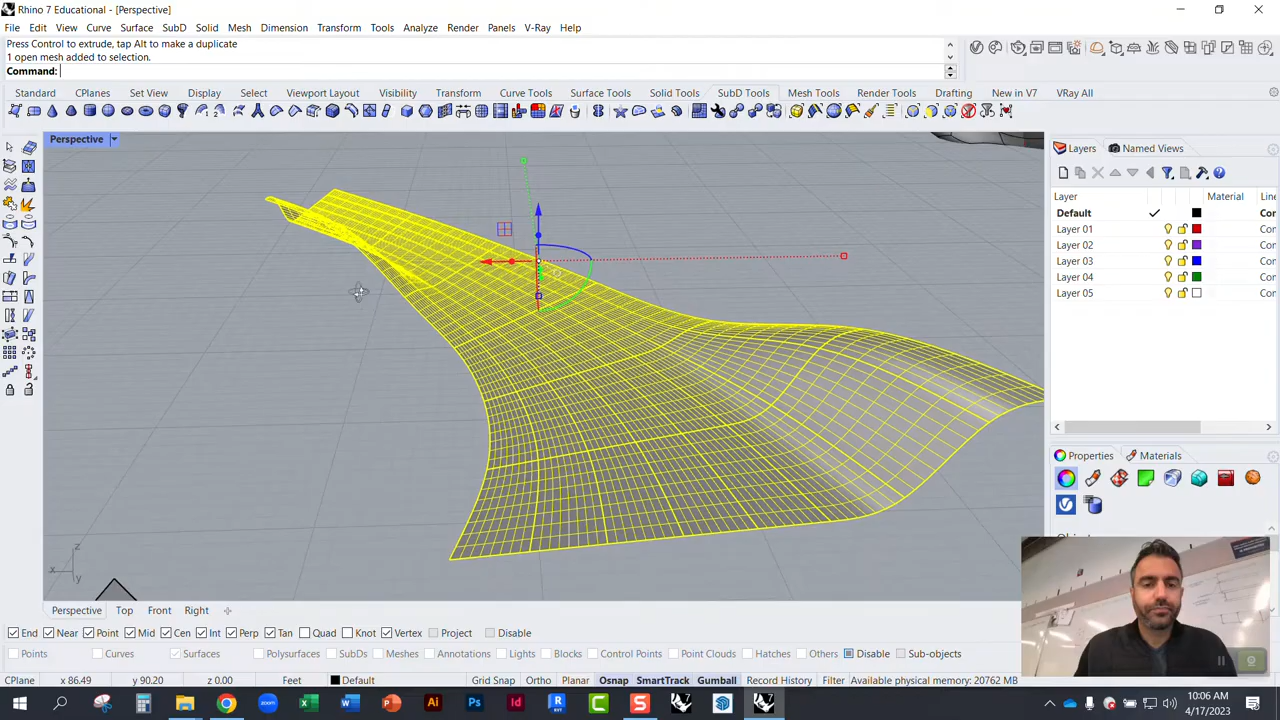 Rhino 7 Educational - [Perspective]
File Edit View Curve Surface SubD Solid Mesh Dimension Transform Tools Analyze Render Panels V-Ray Help
Press Control to extrude, tap Alt to make a duplicate
1 open mesh added to selection.
Command:
Standard CPlanes Set View Display Select Viewport Layout Visibility Transform Curve Tools Surface Tools Solid Tools SubD Tools Mesh Tools Render Tools Drafting New in V7 VRay All
Perspective
Layers Named Views
Layer Material Line
Default Con
Layer 01 Con
Layer 02 Con
Layer 03 Con
Layer 04 Con
Layer 05 Con
Properties Materials
z
x y
Perspective Top Front Right
End Near Point Mid Cen Int Perp Tan Quad Knot Vertex Project Disable
Points Curves Surfaces Polysurfaces SubDs Meshes Annotations Lights Blocks Control Points Point Clouds Hatches Others Disable Sub-objects
CPlane x 86.49 y 90.20 z 0.00 Feet Default Grid Snap Ortho Planar Osnap SmartTrack Gumball Record History Filter Available physical memory: 20762 MB
10:06 AM
4/17/2023